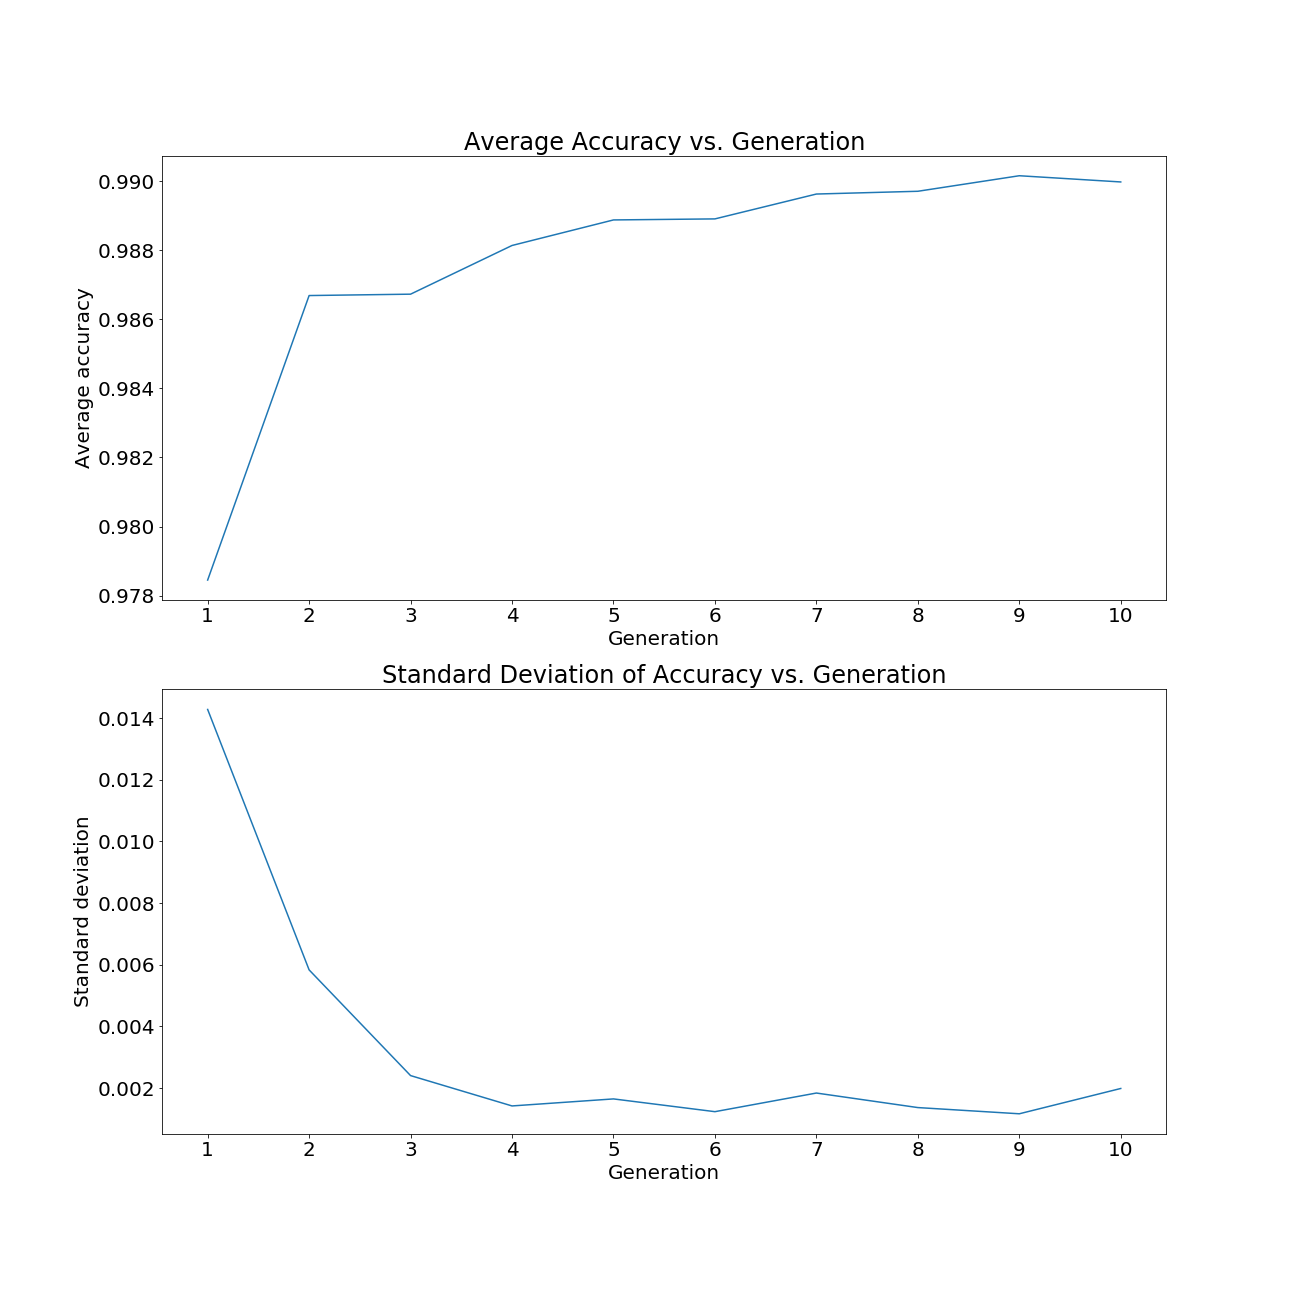 Average Accuracy vs. Generation
0.990
0.988
0.986
0.984
0.982
0.980
0.978
Average accuracy
1 2 3 4 5 6 7 8 9 10
Generation
Standard Deviation of Accuracy vs. Generation
0.014
0.012
0.010
0.008
0.006
0.004
0.002
Standard deviation
1 2 3 4 5 6 7 8 9 10
Generation